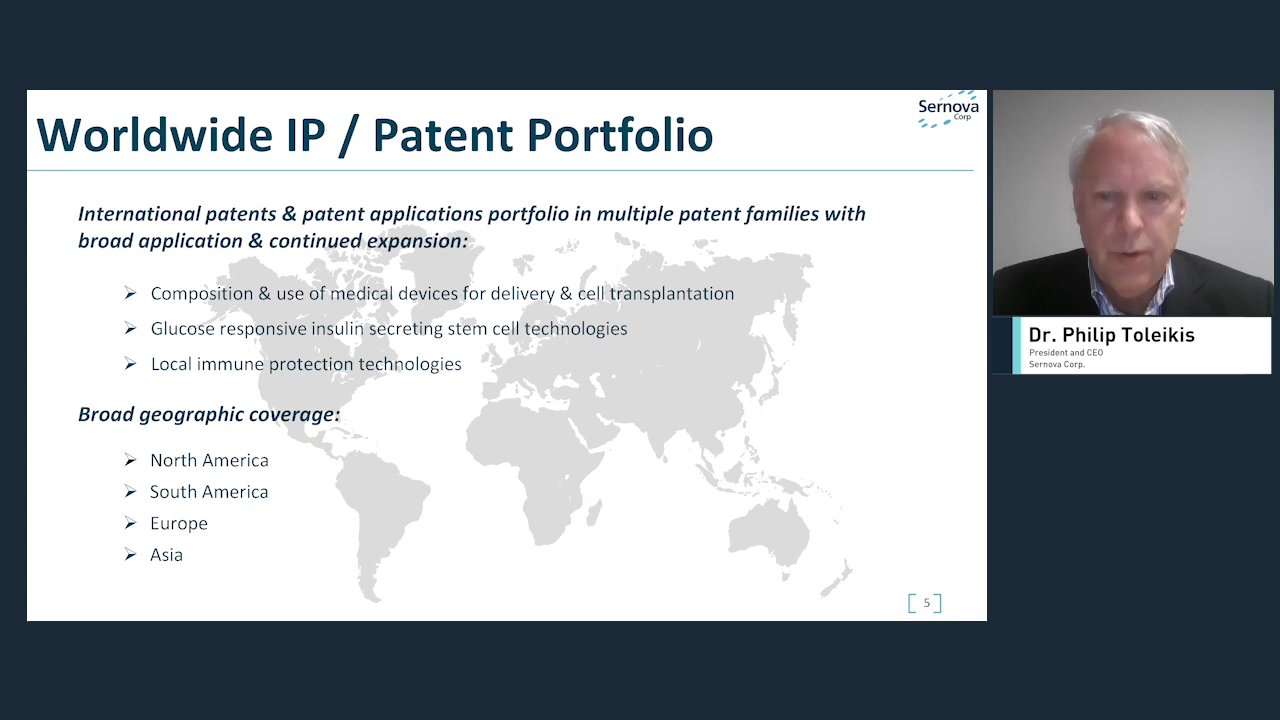 Worldwide IP / Patent Portfolio
Sernova
Corp
International patents & patent applications portfolio in multiple patent families with
broad application & continued expansion:
Composition & use of medical devices for delivery & cell transplantation
Glucose responsive insulin secreting stem cell technologies
Local immune protection technologies
Broad geographic coverage:
North America
South America
Europe
Asia
5
Dr. Philip Toleikis
President and CEO
Sernova Corp.